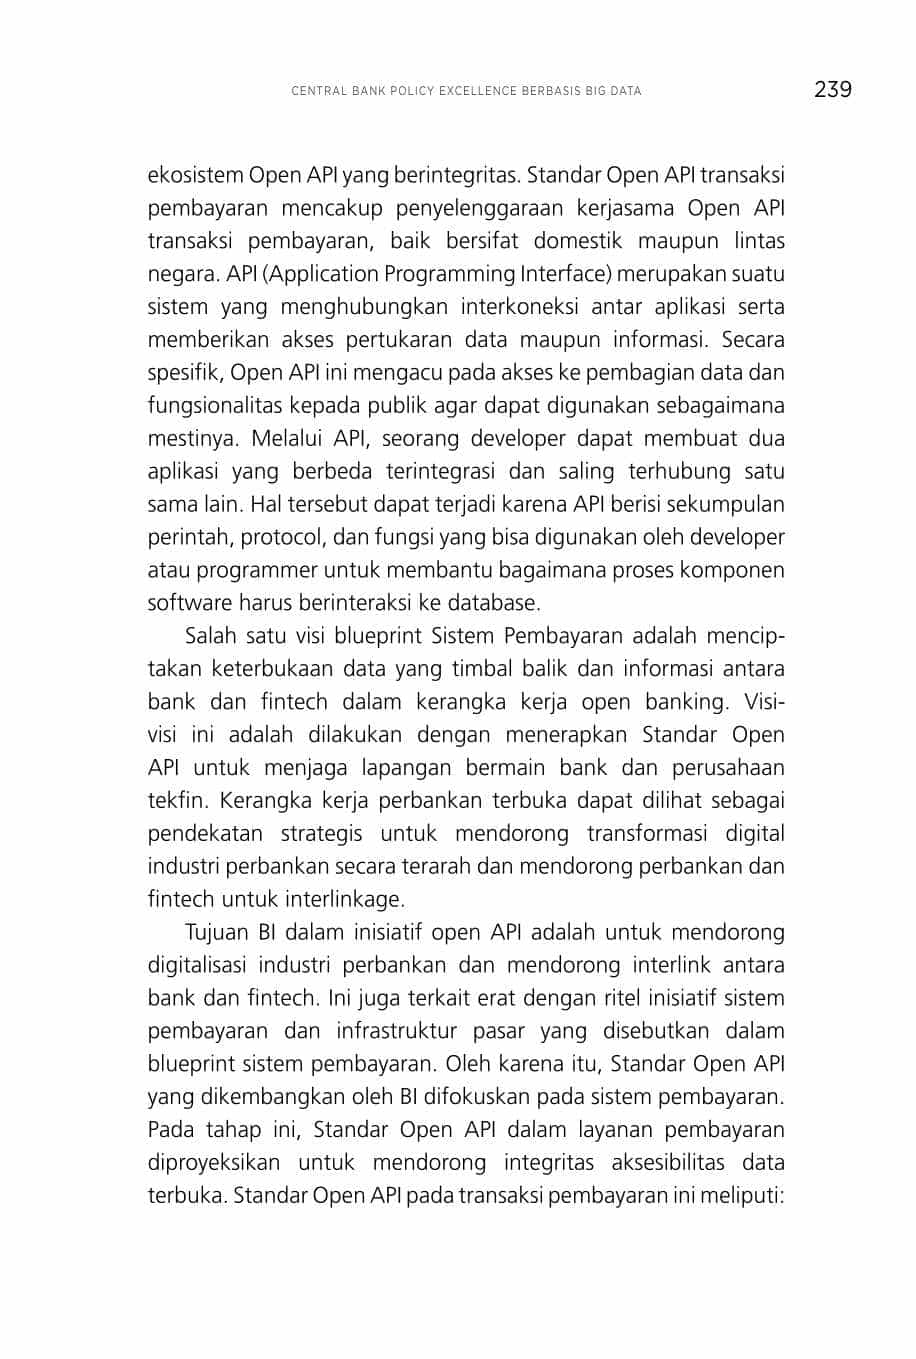 CENTRAL BANK POLICY EXCELLENCE BERBASIS BIG DATA 239
ekosistem Open API yang berintegritas. Standar Open API transaksi
pembayaran mencakup penyelenggaraan kerjasama Open API
transaksi pembayaran, baik bersifat domestik maupun lintas
negara. API (Application Programming Interface) merupakan suatu
sistem yang menghubungkan interkoneksi antar aplikasi serta
memberikan akses pertukaran data maupun informasi. Secara
spesifik, Open API ini mengacu pada akses ke pembagian data dan
fungsionalitas kepada publik agar dapat digunakan sebagaimana
mestinya. Melalui API, seorang developer dapat membuat dua
aplikasi yang berbeda terintegrasi dan saling terhubung satu
sama lain. Hal tersebut dapat terjadi karena API berisi sekumpulan
perintah, protocol, dan fungsi yang bisa digunakan oleh developer
atau programmer untuk membantu bagaimana proses komponen
software harus berinteraksi ke database.
Salah satu visi blueprint Sistem Pembayaran adalah mencip-
takan keterbukaan data yang timbal balik dan informasi antara
bank dan fintech dalam kerangka kerja open banking. Visi-
visi ini adalah dilakukan dengan menerapkan Standar Open
API untuk menjaga lapangan bermain bank dan perusahaan
tekfin. Kerangka kerja perbankan terbuka dapat dilihat sebagai
pendekatan strategis untuk mendorong transformasi digital
industri perbankan secara terarah dan mendorong perbankan dan
fintech untuk interlinkage.
Tujuan BI dalam inisiatif open API adalah untuk mendorong
digitalisasi industri perbankan dan mendorong interlink antara
bank dan fintech. Ini juga terkait erat dengan ritel inisiatif sistem
pembayaran dan infrastruktur pasar yang disebutkan dalam
blueprint sistem pembayaran. Oleh karena itu, Standar Open API
yang dikembangkan oleh BI difokuskan pada sistem pembayaran.
Pada tahap ini, Standar Open API dalam layanan pembayaran
diproyeksikan untuk mendorong integritas aksesibilitas data
terbuka. Standar Open API pada transaksi pembayaran ini meliputi: